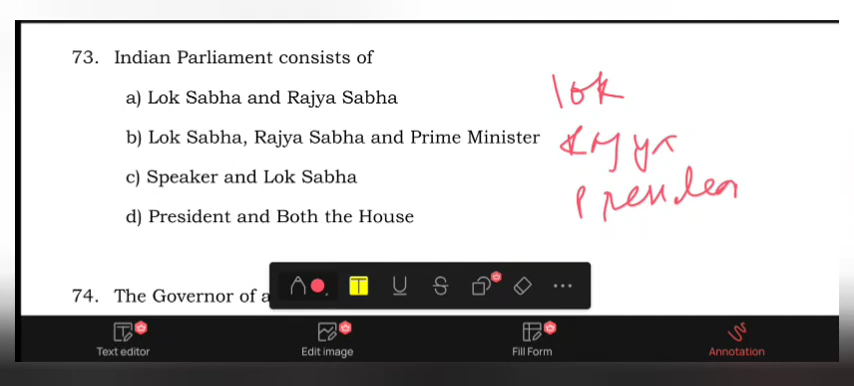 73. Indian Parliament consists of
a) Lok Sabha and Rajya Sabha
lok
b) Lok Sabha, Rajya Sabha and Prime Minister
c) Speaker and Lok Sabha
d) President and Both the House
74. The Governor of a
T
U
S
Text editor
Edit image
Fill Form
Annotation